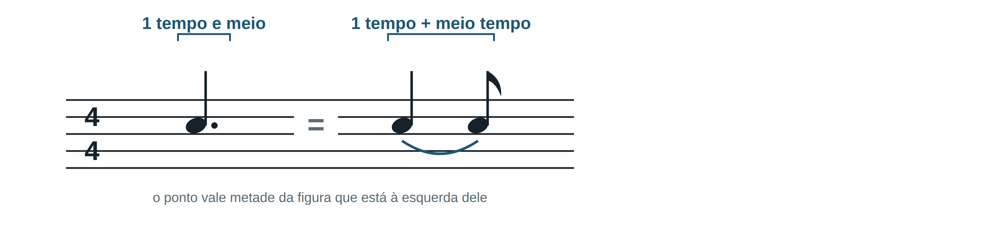 1 tempo e meio 1 tempo + meio tempo
4
=
4
o ponto vale metade da figura que está à esquerda dele